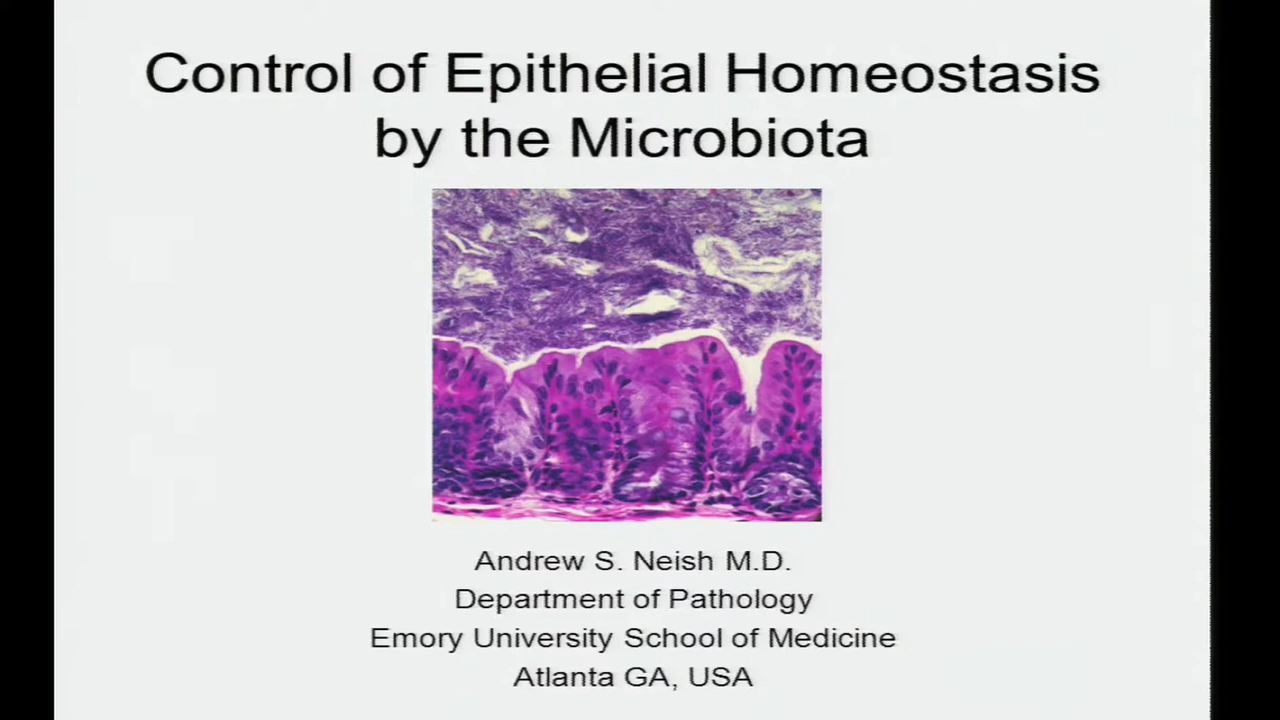 Control of Epithelial Homeostasis
by the Microbiota
Andrew S. Neish M.D.
Department of Pathology
Emory University School of Medicine
Atlanta GA, USA